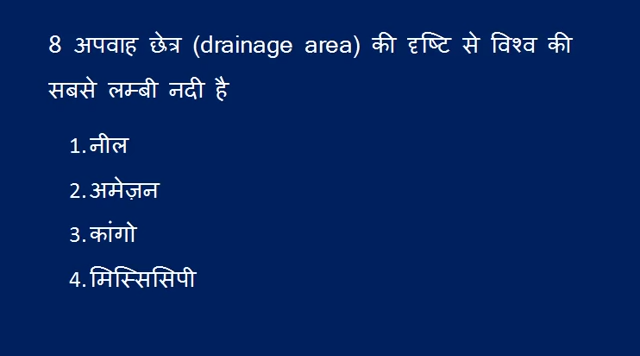 8 अपवाह छेत्र (drainage area) की दृष्टि से विश्व की
सबसे लम्बी नदी है
1.नील
2.अमेज़न
3.कांगो
4.मिस्सिसिपी